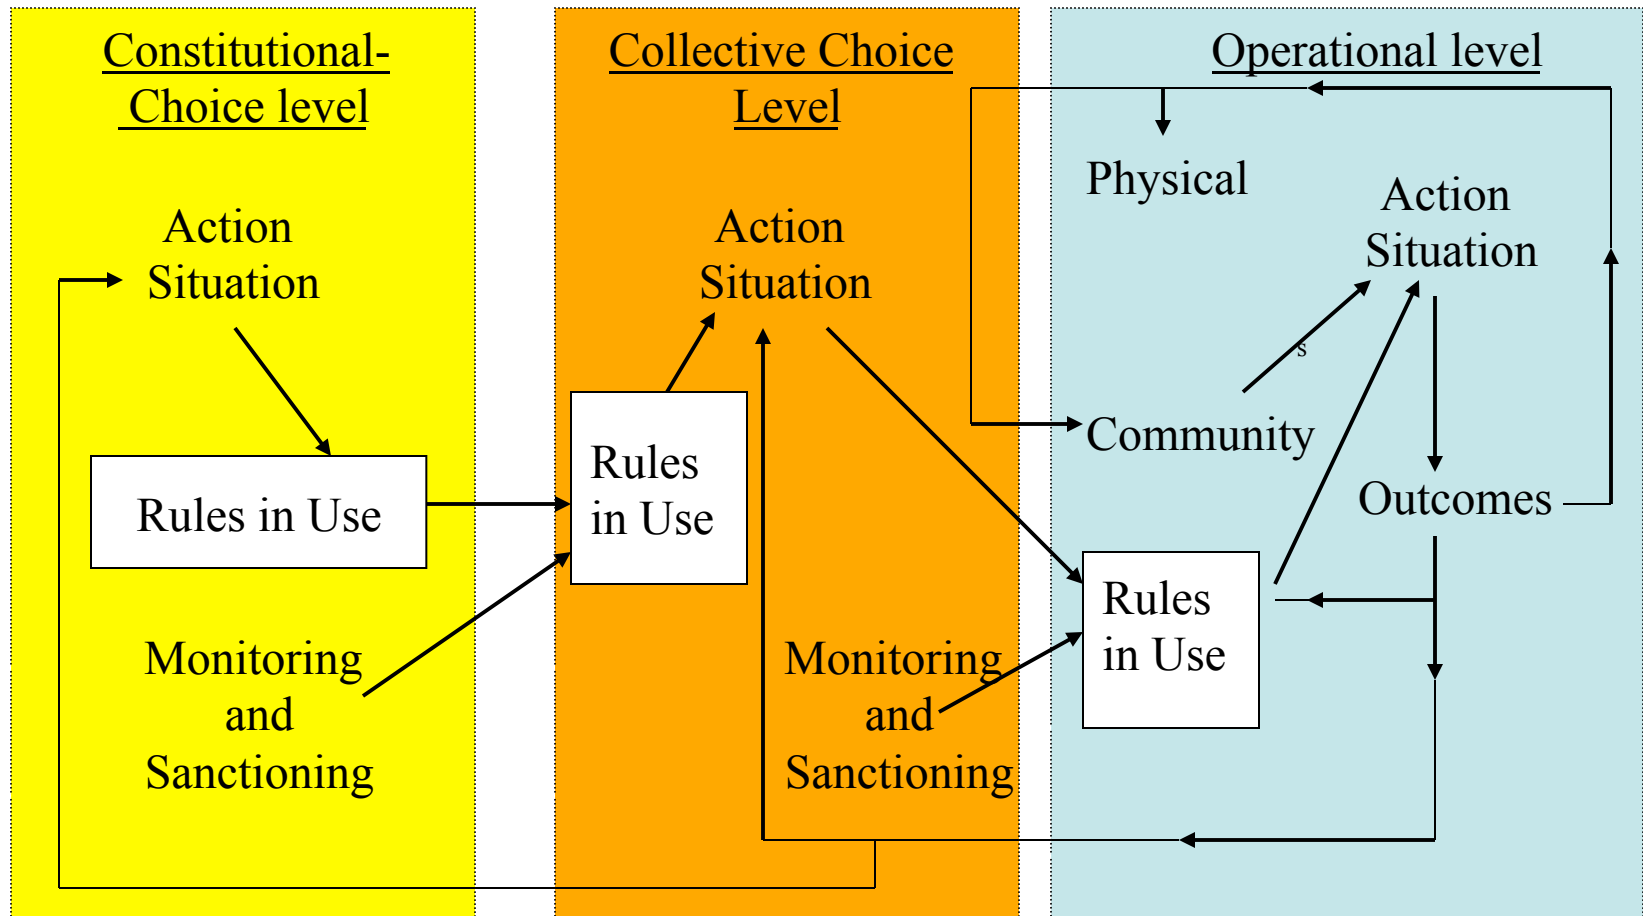 Constitutional-
Choice level
Action
Situation
Rules in Use
Monitoring
and
Sanctioning
Collective Choice
Level
Action
Situation
Rules
in Use
Monitoring
and
Sanctioning
Operational level
Physical
Action
Situation
s
Community
Outcomes
Rules
in Use